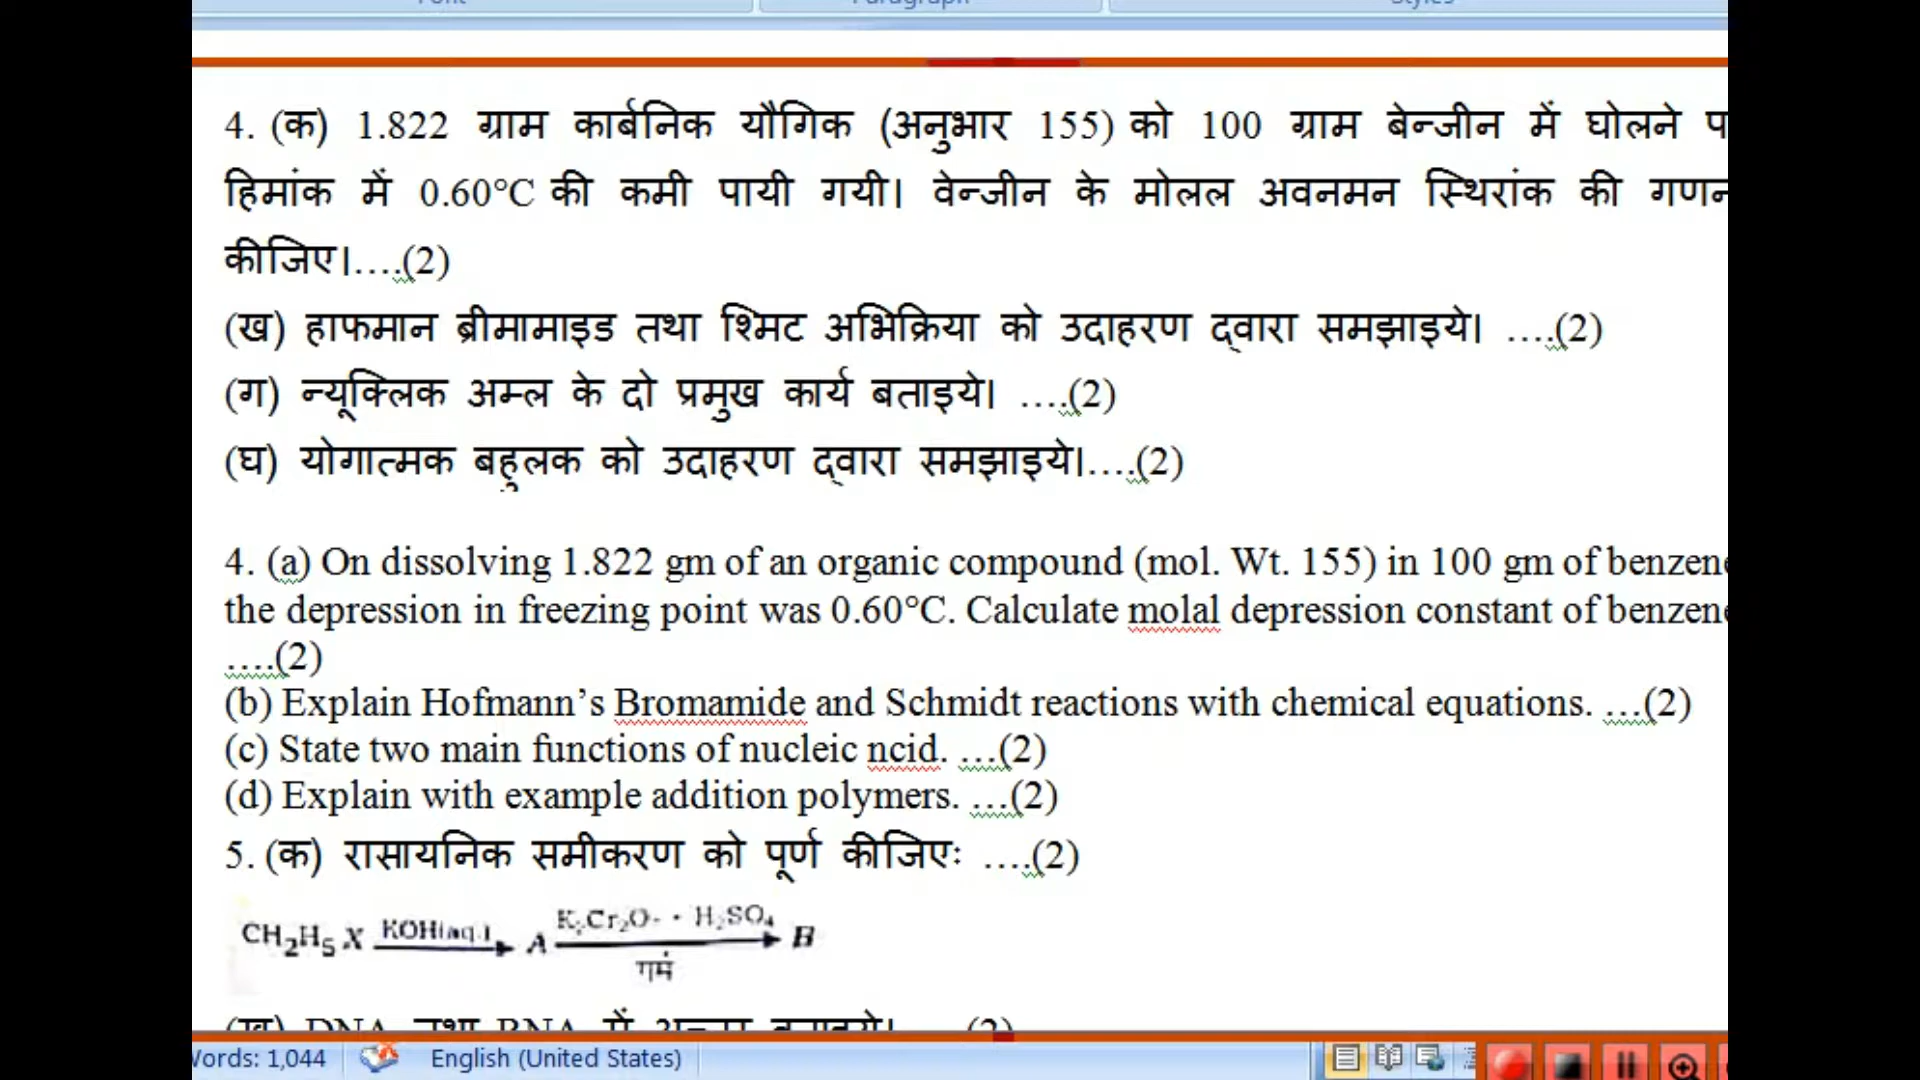 4. (क) 1.822 ग्राम कार्बनिक यौगिक (अनुभार 155) को 100 ग्राम बेन्जीन में घोलने
हिमांक में 0.60°C की कमी पायी गयी। वेन्जीन के मोलल अवनमन स्थिरांक की
कीजिए।....(2)
(ख) हाफमान ब्रीमामाइड तथा श्मिट अभिक्रिया को उदाहरण द्वारा समझाइये। ....(2)
(ग) न्यूक्लिक अम्ल के दो प्रमुख कार्य बताइये। ....(2)
(घ) योगात्मक बहुलक को उदाहरण द्वारा समझाइये।....(2)
4. (a) On dissolving 1.822 gm of an organic compound (mol. Wt. 155) in 100 gm of benzene
the depression in freezing point was 0.60°C. Calculate molal depression constant of benzene
....(2)
(b) Explain Hofmann’s Bromamide and Schmidt reactions with chemical equations. ...(2)
(c) State two main functions of nucleic ncid. ...(2)
(d) Explain with example addition polymers. ...(2)
5. (क) रासायनिक समीकरण को पूर्ण कीजिएः ....(2)
CH₂H₅ X KOH(aq.) A H₂SO₄ B
गर्म
Words: 1,044 English (United States)